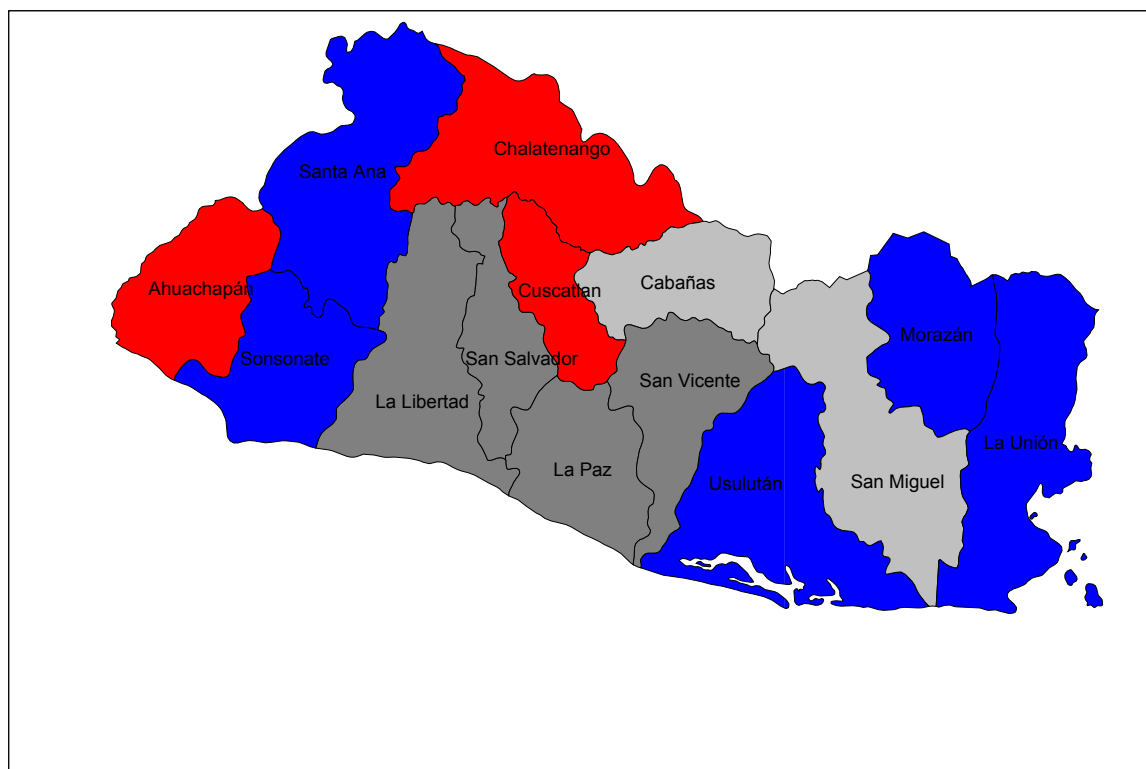 Chalatenango
Santa Ana
Ahuachapán
Cuscatlan
Cabañas
Morazán
Sonsonate
San Salvador
San Vicente
La Libertad
La Unión
La Paz
Usulután
San Miguel